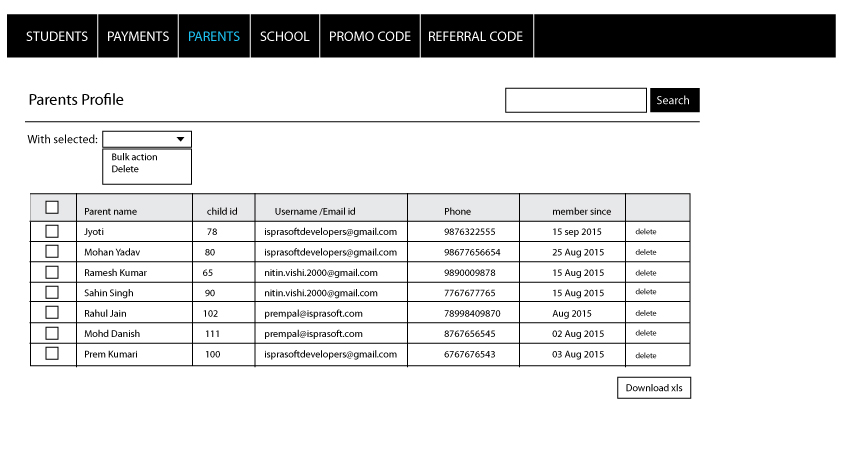 STUDENTS PAYMENTS PARENTS SCHOOL PROMO CODE REFERRAL CODE
Parents Profile Search
With selected:
Bulk action
Delete
Parent name child id Username /Email id Phone member since
Jyoti 78 isprasoftdevelopers@gmail.com 9876322555 15 sep 2015 delete
Mohan Yadav 80 isprasoftdevelopers@gmail.com 98677656654 25 Aug 2015 delete
Ramesh Kumar 65 nitin.vishi.2000@gmail.com 9890009878 15 Aug 2015 delete
Sahin Singh 90 nitin.vishi.2000@gmail.com 7767677765 15 Aug 2015 delete
Rahul Jain 102 prempal@isprasoft.com 78998409870 Aug 2015 delete
Mohd Danish 111 prempal@isprasoft.com 8767656545 02 Aug 2015 delete
Prem Kumari 100 isprasoftdevelopers@gmail.com 6767676543 03 Aug 2015 delete
Download xls